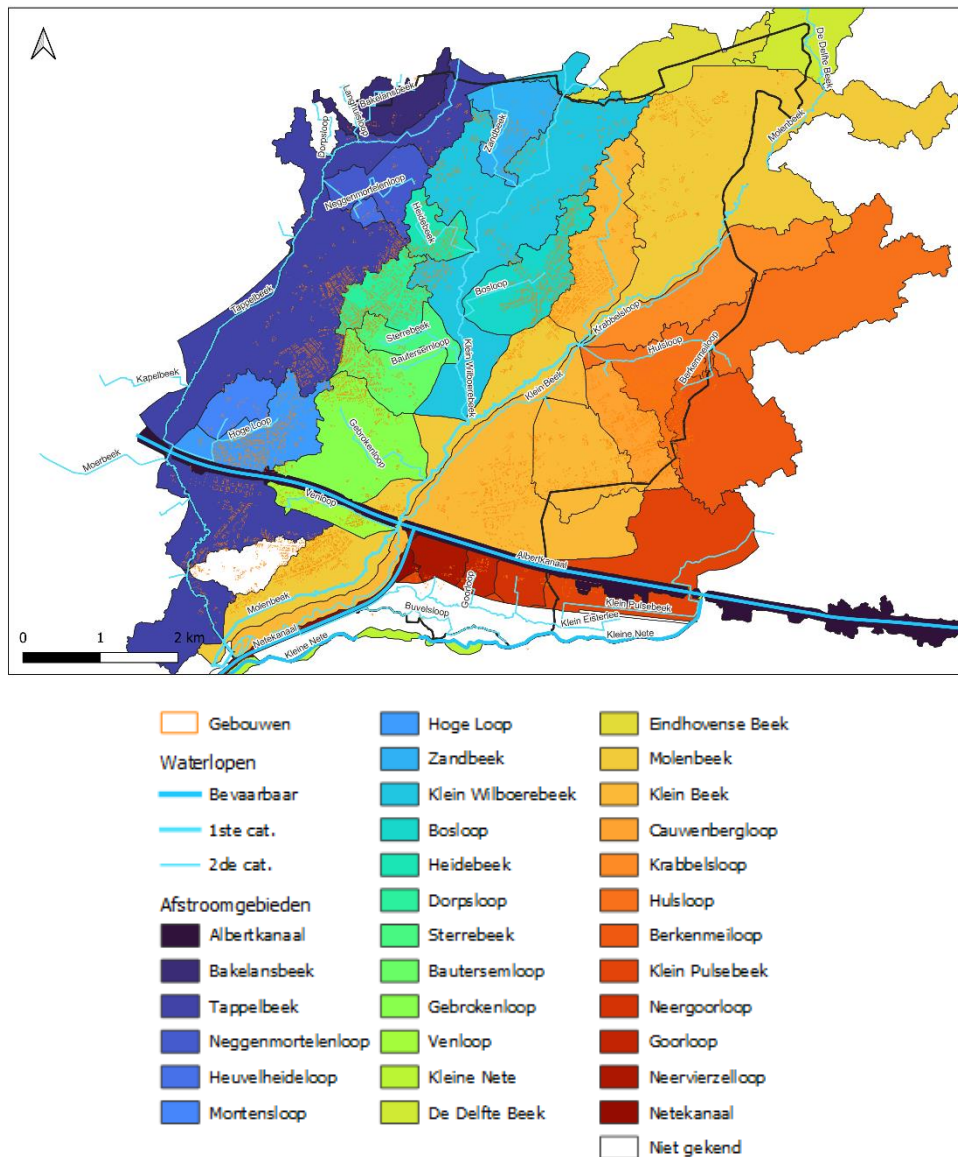 De Delfte Beek
Bakelansbeek
Langhuisloop
Dorpsloop
Zandbeek
Molenbeek
Neggenmortelenloop
Heidebeek
Bosloop
Tappelbeek
Krabbelsloop
Sterrebeek
Bautersemloop
Klein Wilboerebeek
Hulsloop
Berkenmeiloop
Kapelbeek
Klein Beek
Hoge Loop
Gebrokenloop
Moerbeek
Venloop
Albertkanaal
Goorloop
Molenbeek
Buvelsloop
Klein Pulsebeek
Klein Eisterlee
Netekanaal
Kleine Nete
Kleine Nete
0 1 2 km
Gebouwen
Waterlopen
Bevaarbaar
1ste cat.
2de cat.
Afstroomgebieden
Albertkanaal
Bakelansbeek
Tappelbeek
Neggenmortelenloop
Heuvelheideloop
Montensloop
Hoge Loop
Zandbeek
Klein Wilboerebeek
Bosloop
Heidebeek
Dorpsloop
Sterrebeek
Bautersemloop
Gebrokenloop
Venloop
Kleine Nete
De Delfte Beek
Eindhovense Beek
Molenbeek
Klein Beek
Cauwenbergloop
Krabbelsloop
Hulsloop
Berkenmeiloop
Klein Pulsebeek
Neergoorloop
Goorloop
Neervierzelloop
Netekanaal
Niet gekend